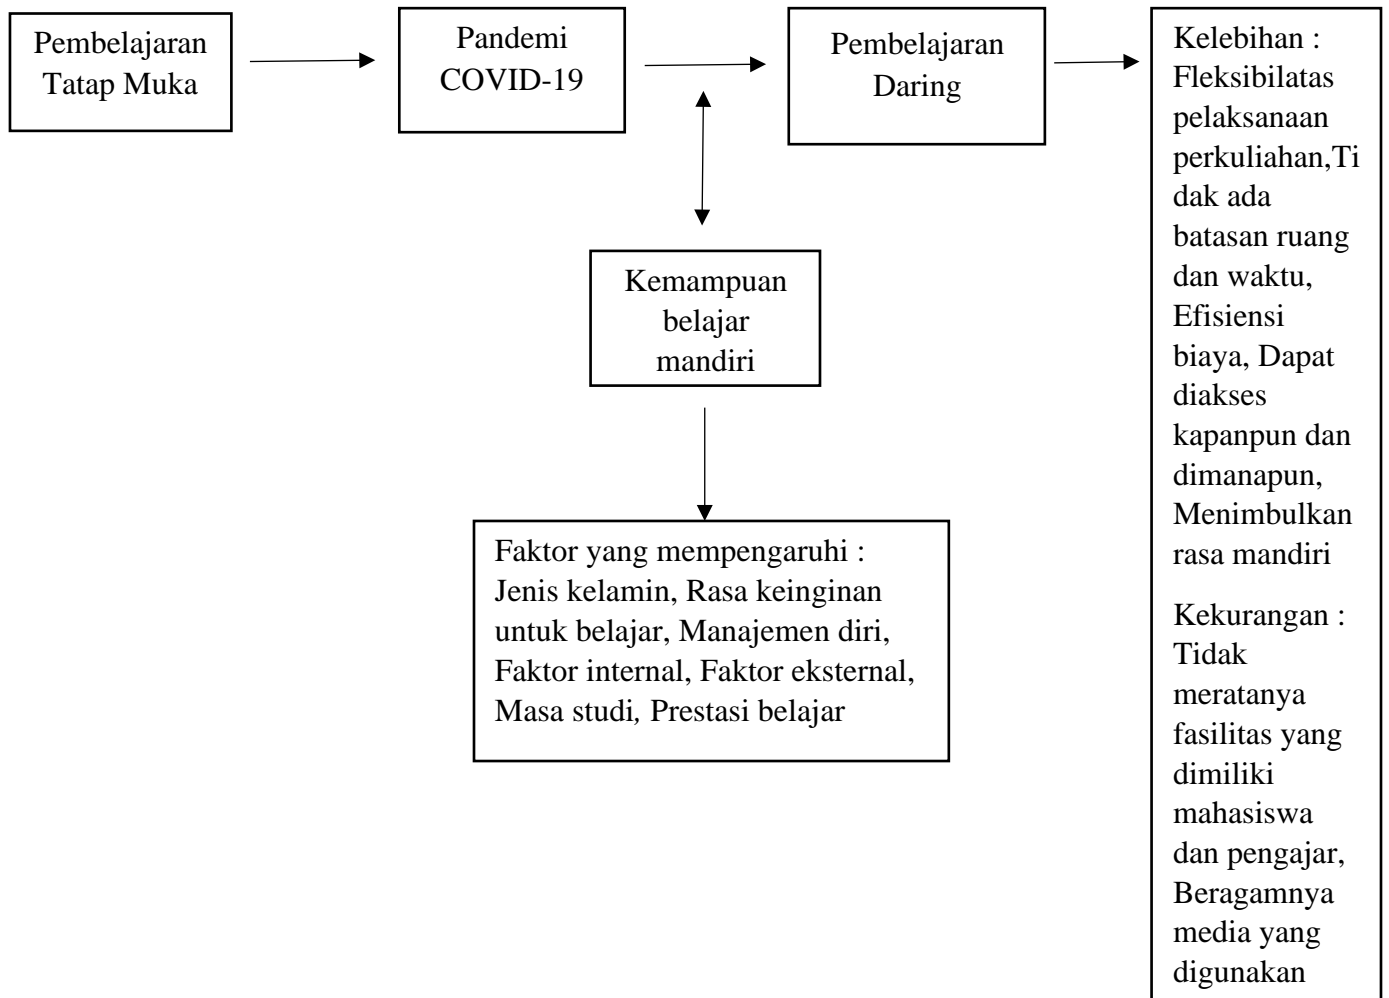 Pembelajaran
Tatap Muka
Pandemi
COVID-19
Pembelajaran
Daring
Kelebihan :
Fleksibilatas
pelaksanaan
perkuliahan,Ti
dak ada
batasan ruang
dan waktu,
Efisiensi
biaya, Dapat
diakses
kapanpun dan
dimanapun,
Menimbulkan
rasa mandiri
Kekurangan :
Tidak
meratanya
fasilitas yang
dimiliki
mahasiswa
dan pengajar,
Beragamnya
media yang
digunakan
Kemampuan
belajar
mandiri
Faktor yang mempengaruhi :
Jenis kelamin, Rasa keinginan
untuk belajar, Manajemen diri,
Faktor internal, Faktor eksternal,
Masa studi, Prestasi belajar